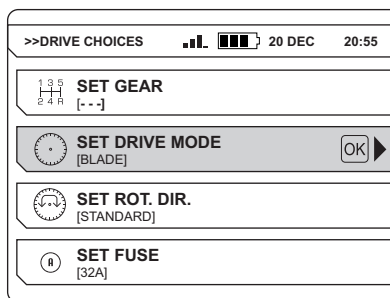 >>DRIVE CHOICES 20 DEC 20:55
1 3 5
2 4 R
SET GEAR
[- - -]
SET DRIVE MODE
[BLADE]
OK
SET ROT. DIR.
[STANDARD]
A
SET FUSE
[32A]